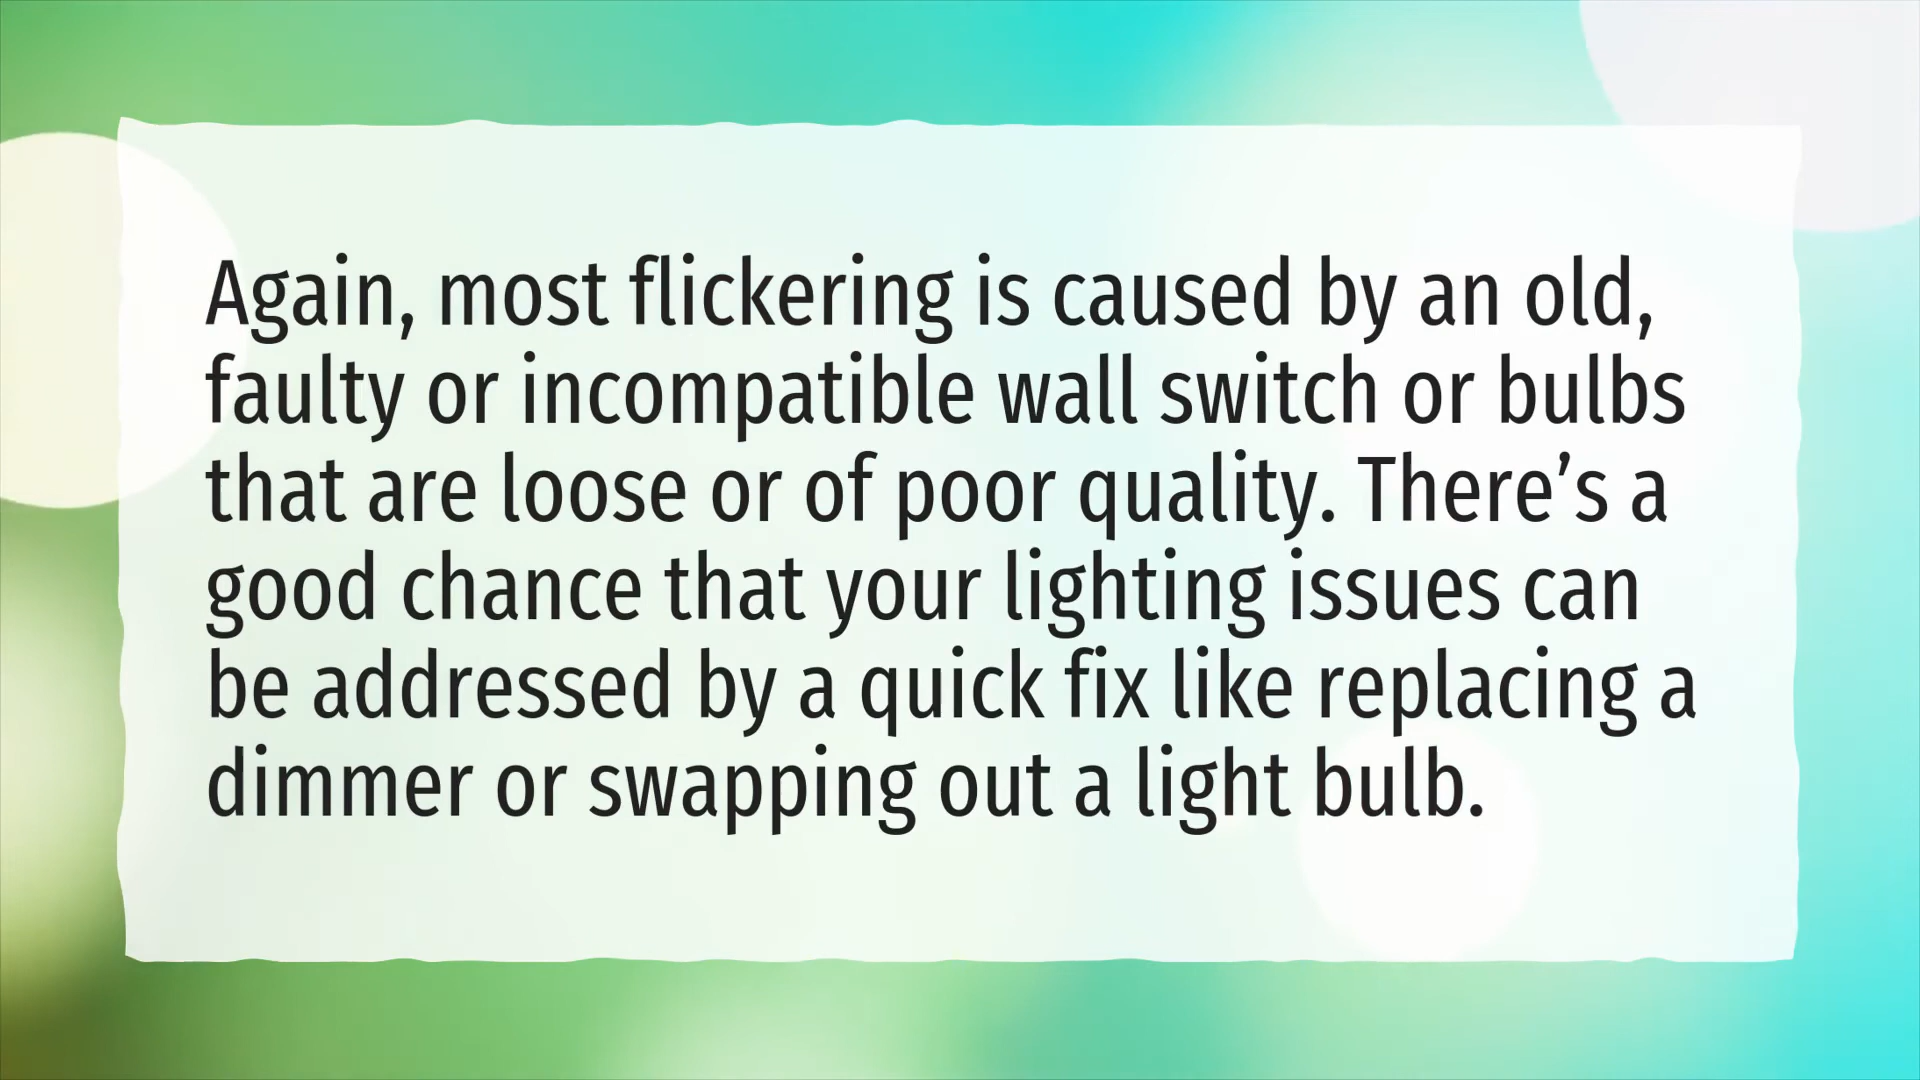 Again, most flickering is caused by an old,
faulty or incompatible wall switch or bulbs
that are loose or of poor quality. There’s a
good chance that your lighting issues can
be addressed by a quick fix like replacing a
dimmer or swapping out a light bulb.